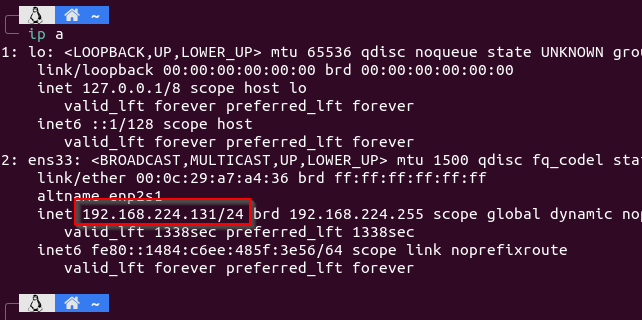 ~
ip a
1: lo: <LOOPBACK,UP,LOWER_UP> mtu 65536 qdisc noqueue state UNKNOWN grou
link/loopback 00:00:00:00:00:00 brd 00:00:00:00:00:00
inet 127.0.0.1/8 scope host lo
valid_lft forever preferred_lft forever
inet6 ::1/128 scope host
valid_lft forever preferred_lft forever
2: ens33: <BROADCAST,MULTICAST,UP,LOWER_UP> mtu 1500 qdisc fq_codel stat
link/ether 00:0c:29:a7:a4:36 brd ff:ff:ff:ff:ff:ff
altname enp2s1
inet 192.168.224.131/24 brd 192.168.224.255 scope global dynamic nop
valid_lft 1338sec preferred_lft 1338sec
inet6 fe80::1484:c6ee:485f:3e56/64 scope link noprefixroute
valid_lft forever preferred_lft forever
~